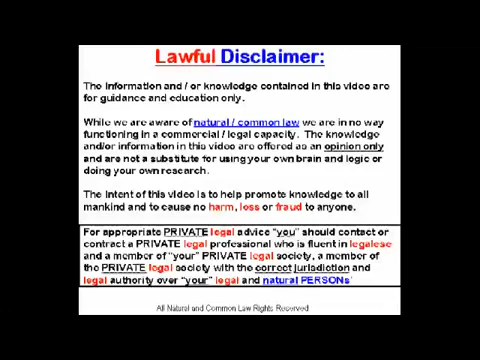 Lawful Disclaimer:
The information and / or knowledge contained in this video are
for guidance and education only.
While we are aware of natural / common law we are in no way
functioning in a commercial / legal capacity. The knowledge
and/or information in this video are offered as an opinion only
and are not a substitute for using your own brain and logic or
doing your own research.
The intent of this video is to help promote knowledge to all
mankind and to cause no harm, loss or fraud to anyone.
For appropriate PRIVATE legal advice "you" should contact or
contract a PRIVATE legal professional who is fluent in legalese
and a member of "your" PRIVATE legal society, a member of
the PRIVATE legal society with the correct jurisdiction and
legal authority over "your" legal and natural PERSONs'
All Natural and Common Law Rights Reserved